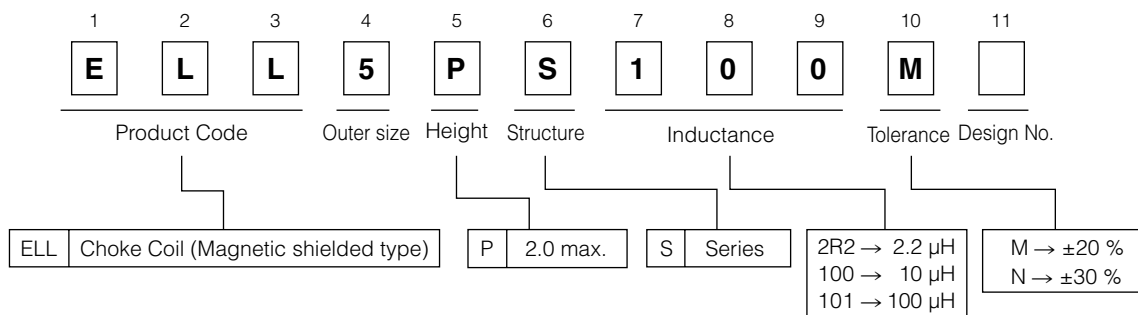 1 2 3 4 5 6 7 8 9 10 11
E L L 5 P S 1 0 0 M
Product Code Outer size Height Structure Inductance Tolerance Design No.
ELL Choke Coil (Magnetic shielded type)
P 2.0 max.
S Series
2R2 → 2.2 µH
100 → 10 µH
101 → 100 µH
M → ±20 %
N → ±30 %